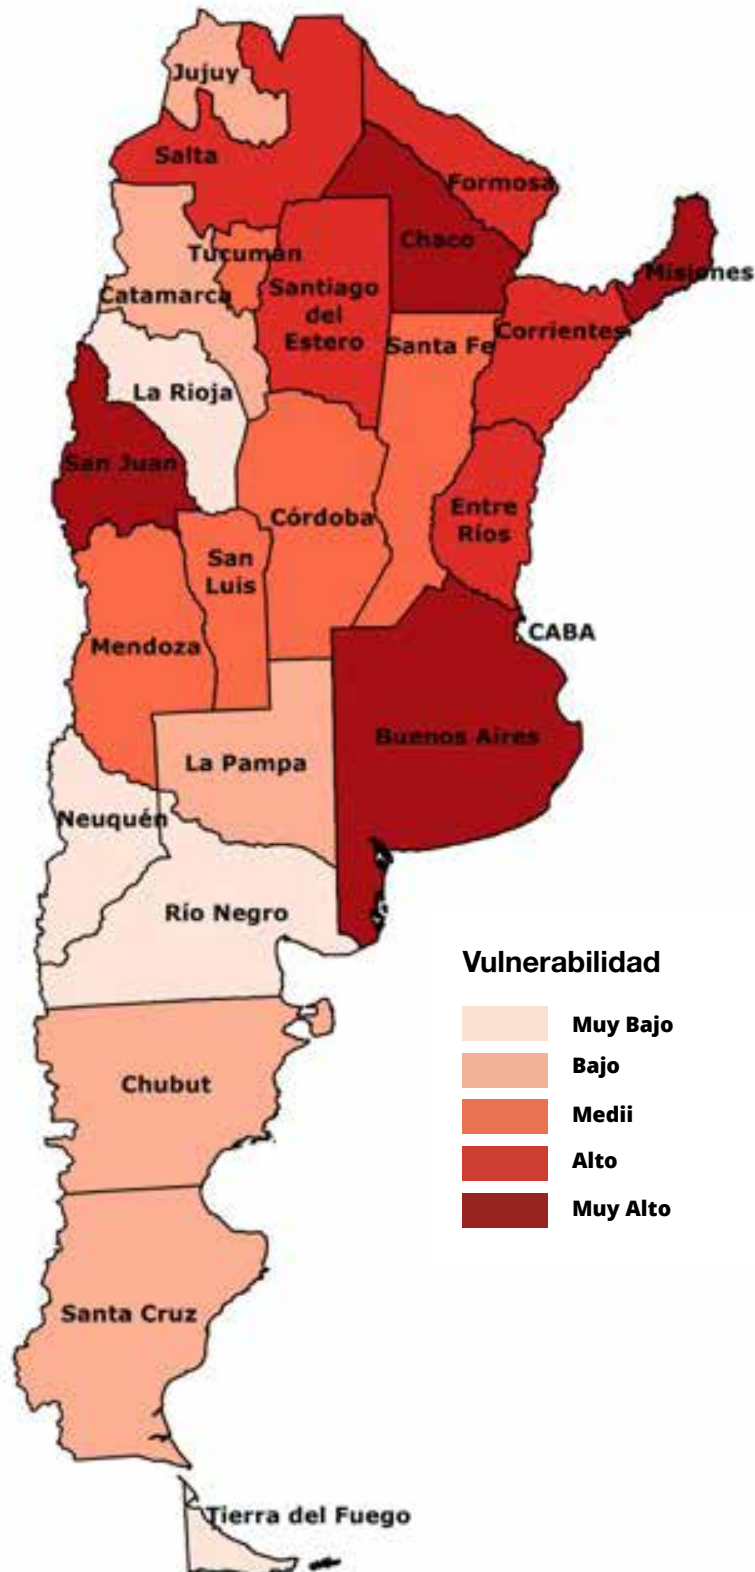 Jujuy
Salta
Formosa
Chaco
Tucumán
Misiones
Catamarca
Santiago
del
Estero
Santa Fe
Corrientes
La Rioja
San Juan
Córdoba
Entre
Ríos
San
Luis
CABA
Mendoza
Buenos Aires
La Pampa
Neuquén
Río Negro
Vulnerabilidad
Muy Bajo
Bajo
Medii
Alto
Muy Alto
Chubut
Santa Cruz
Tierra del Fuego